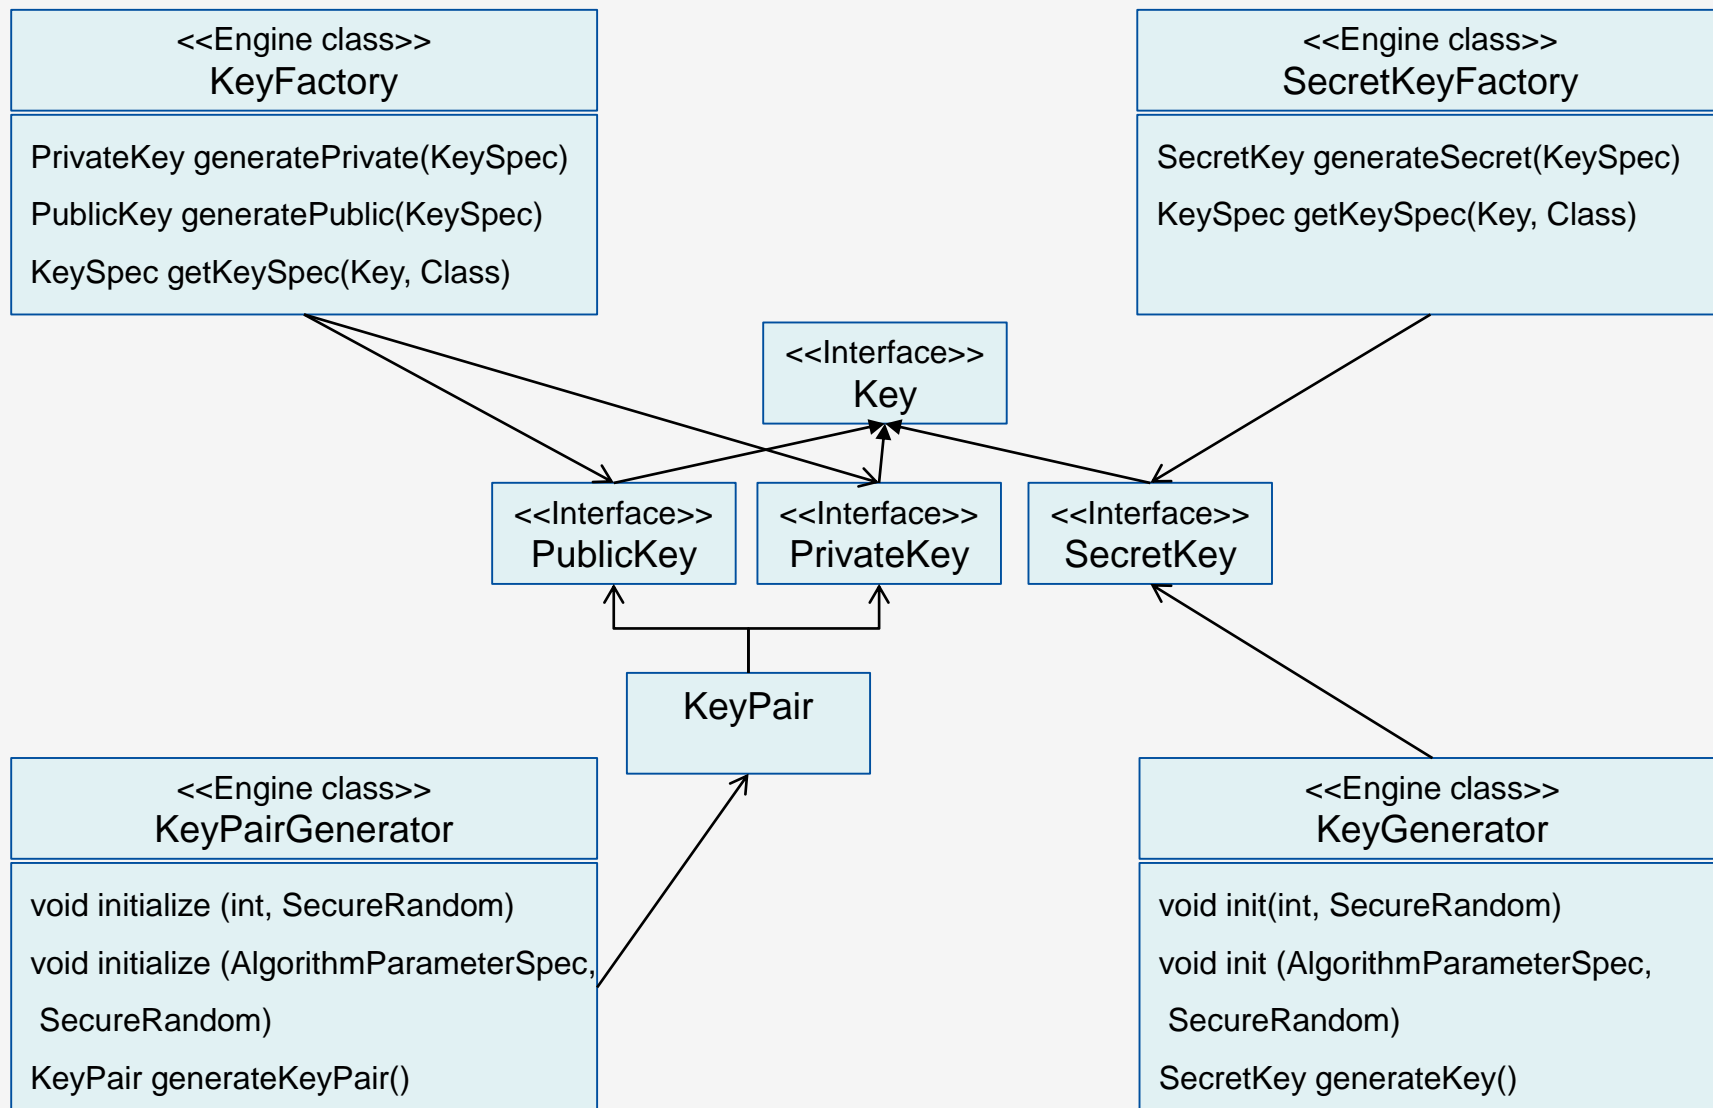 <<Engine class>>
KeyFactory
PrivateKey generatePrivate(KeySpec)
PublicKey generatePublic(KeySpec)
KeySpec getKeySpec(Key, Class)
<<Engine class>>
SecretKeyFactory
SecretKey generateSecret(KeySpec)
KeySpec getKeySpec(Key, Class)
<<Interface>>
Key
<<Interface>>
PublicKey
<<Interface>>
PrivateKey
<<Interface>>
SecretKey
KeyPair
<<Engine class>>
KeyPairGenerator
void initialize (int, SecureRandom)
void initialize (AlgorithmParameterSpec,
SecureRandom)
KeyPair generateKeyPair()
<<Engine class>>
KeyGenerator
void init(int, SecureRandom)
void init (AlgorithmParameterSpec,
SecureRandom)
SecretKey generateKey()